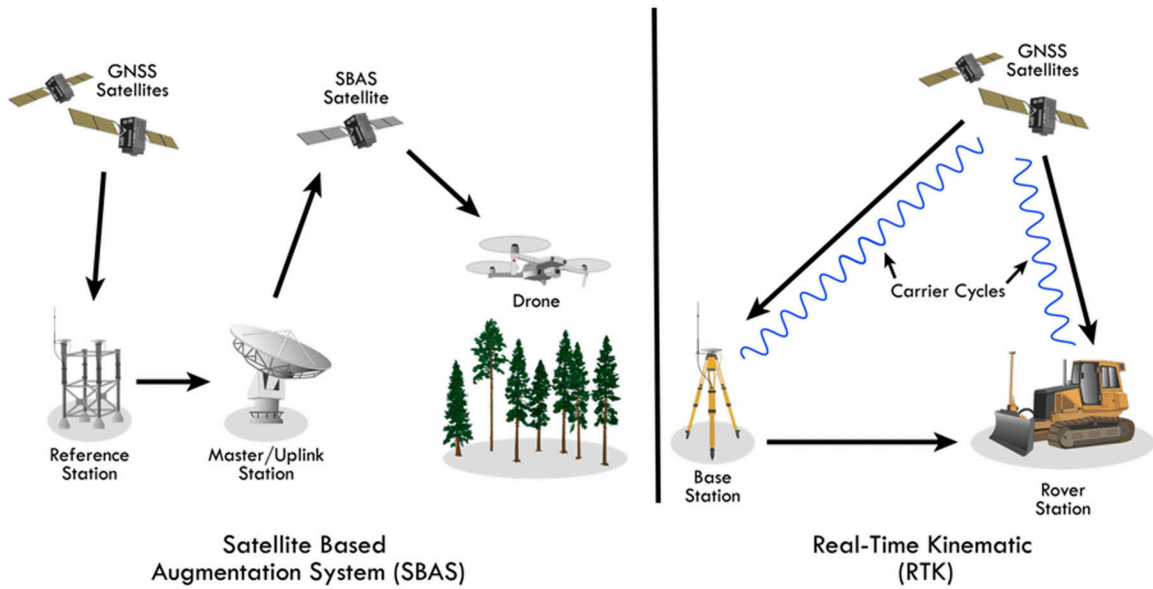 GNSS
Satellites
SBAS
Satellite
Drone
Reference
Station
Master/Uplink
Station
Satellite Based
Augmentation System (SBAS)
GNSS
Satellites
Carrier Cycles
Base
Station
Rover
Station
Real-Time Kinematic
(RTK)